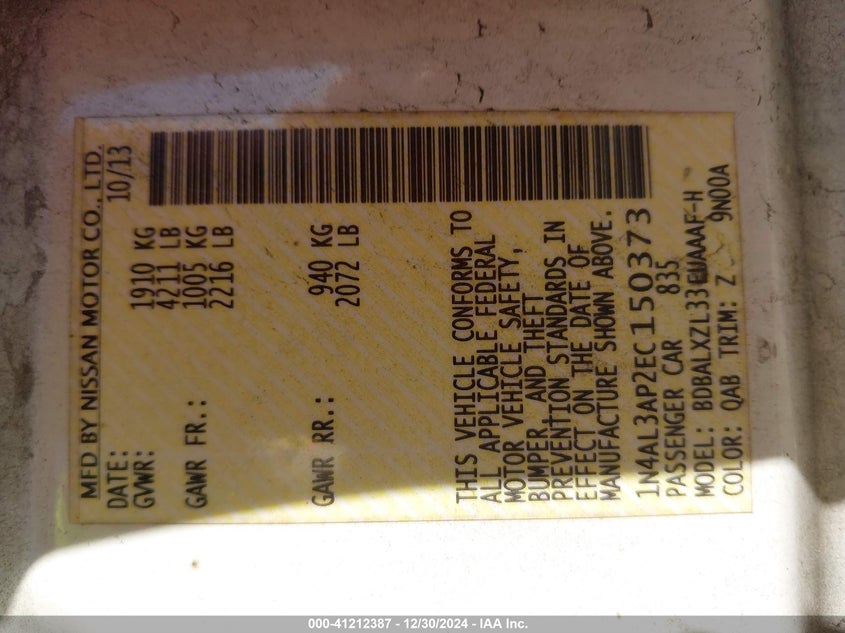 MFD BY NISSAN MOTOR CO., LTD.
DATE: 10/13
GVWR: 1910 KG
4211 LB
GAWR FR.: 1005 KG
2216 LB
GAWR RR.: 940 KG
2072 LB
THIS VEHICLE CONFORMS TO
ALL APPLICABLE FEDERAL
MOTOR VEHICLE SAFETY,
BUMPER AND THEFT
PREVENTION STANDARDS IN
EFFECT ON THE DATE OF
MANUFACTURE SHOWN ABOVE.
1N4AL3AP2EC150373
PASSENGER CAR 835
MODEL: BDBALXZL33EUAAAF-H
COLOR: QAB TRIM: Z 9N00A
000-41212387 - 12/30/2024 - IAA Inc.